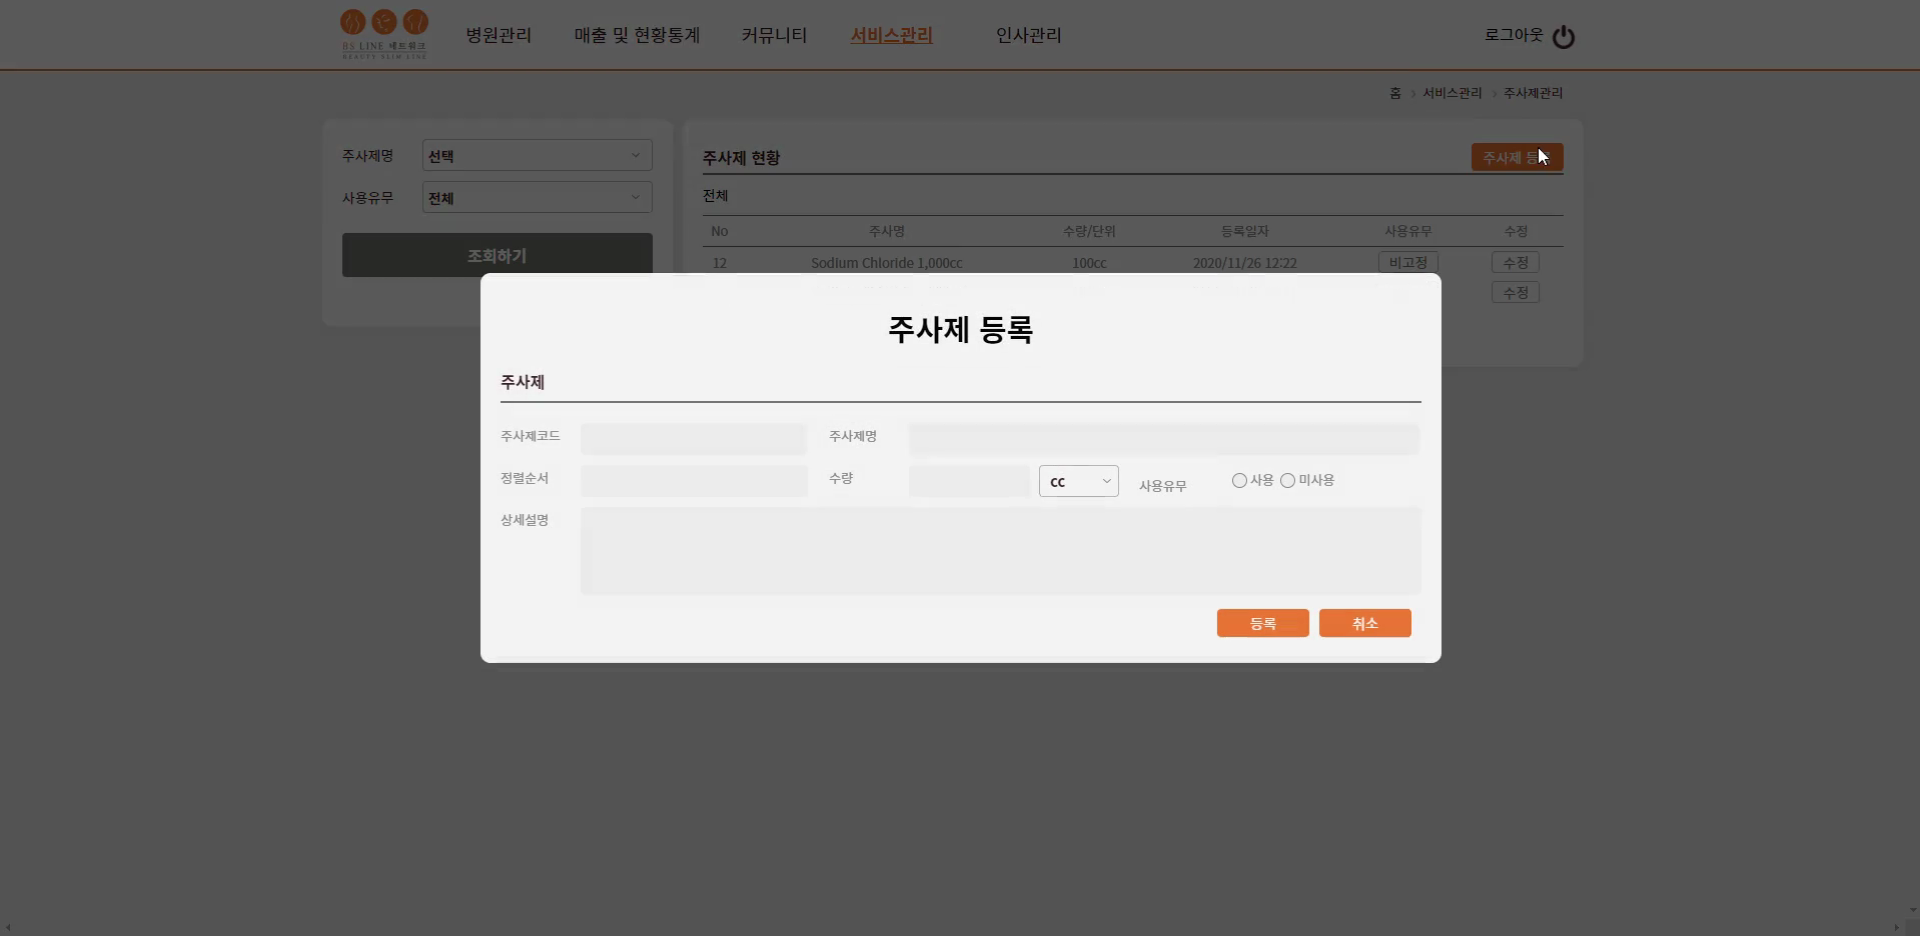 BS LINE 네트워크
BEAUTY SLIM LINE
병원관리 매출 및 현황통계 커뮤니티 서비스관리 인사관리 로그아웃
홈 > 서비스관리 > 주사제관리
주사제명 선택
사용유무 전체
조회하기
주사제 현황 주사제 등록
전체
No 주사명 수량/단위 등록일자 사용유무 수정
12 Sodium Chloride 1,000cc 100cc 2020/11/26 12:22 비고정 수정
수정
주사제 등록
주사제
주사제코드 주사제명
정렬순서 수량 cc 사용유무 사용 미사용
상세설명
등록 취소